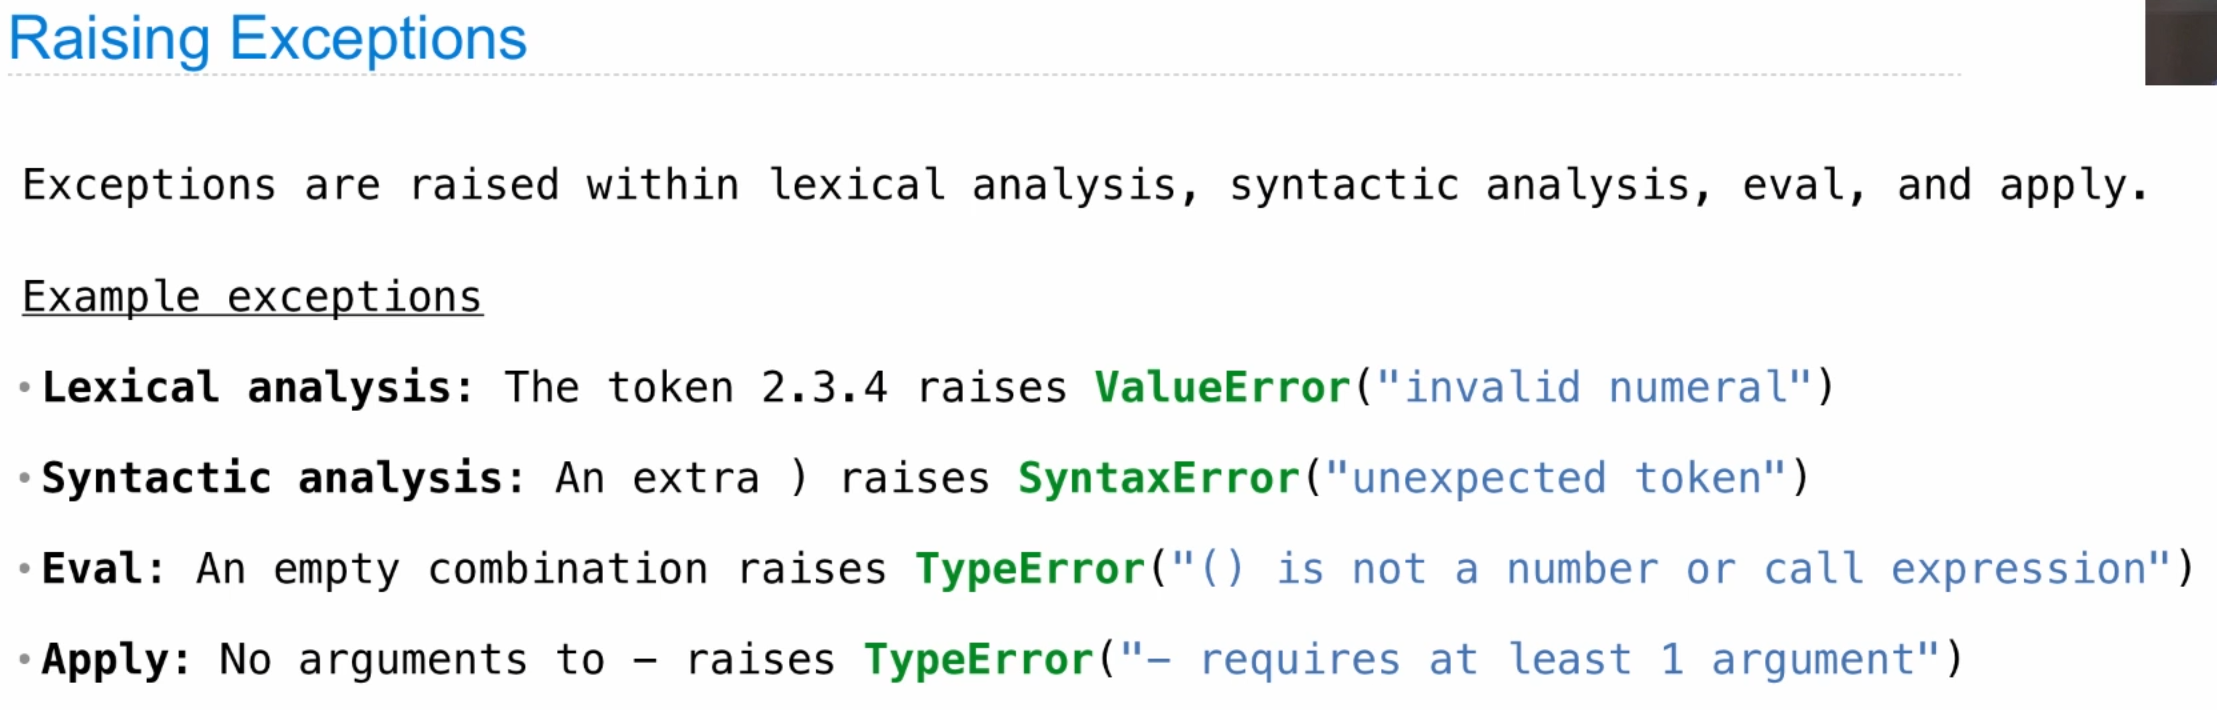 Raising Exceptions
Exceptions are raised within lexical analysis, syntactic analysis, eval, and apply.
Example exceptions
•Lexical analysis: The token 2.3.4 raises ValueError("invalid numeral")
•Syntactic analysis: An extra ) raises SyntaxError("unexpected token")
•Eval: An empty combination raises TypeError("() is not a number or call expression")
•Apply: No arguments to – raises TypeError("– requires at least 1 argument")